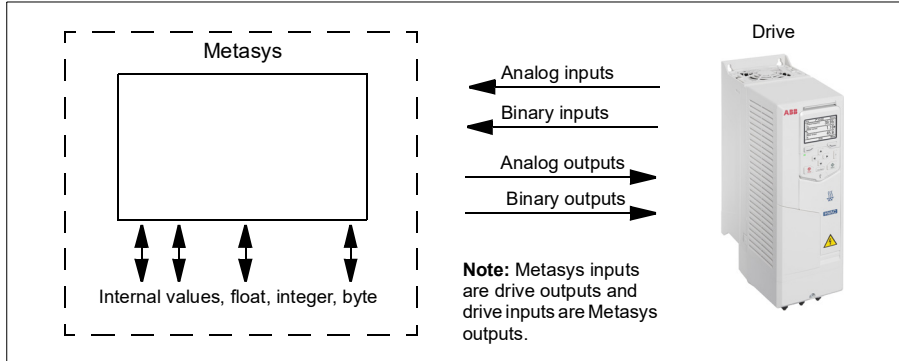 Metasys
Drive
Analog inputs
Binary inputs
Analog outputs
Binary outputs
Internal values, float, integer, byte
Note: Metasys inputs
are drive outputs and
drive inputs are Metasys
outputs.
ABB